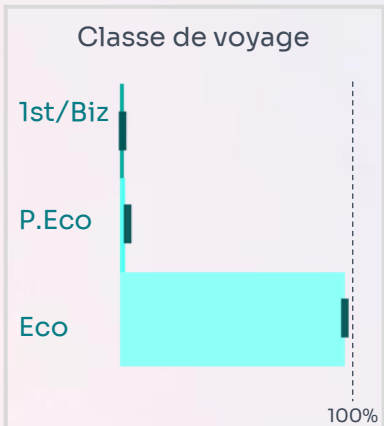 Classe de voyage
1st/Biz
P.Eco
Eco
100%